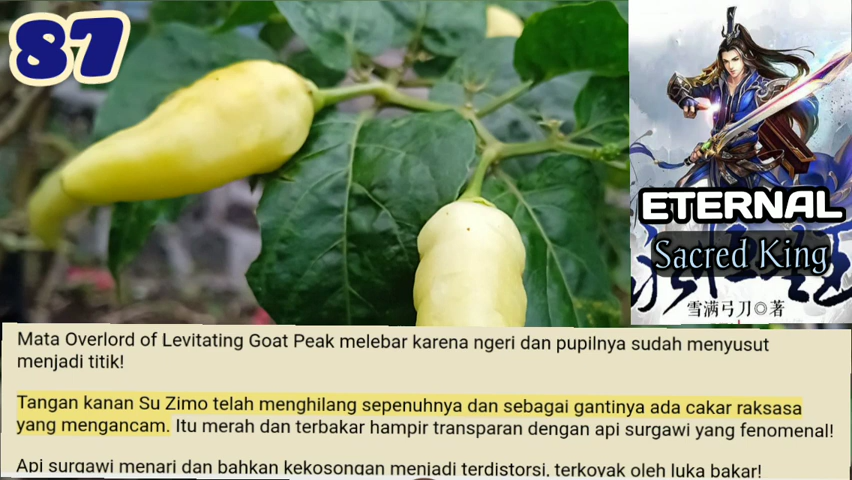 87
ETERNAL
Sacred King
雪满弓刀◎著
Mata Overlord of Levitating Goat Peak melebar karena ngeri dan pupilnya sudah menyusut
menjadi titik!
Tangan kanan Su Zimo telah menghilang sepenuhnya dan sebagai gantinya ada cakar raksasa
yang mengancam. Itu merah dan terbakar hampir transparan dengan api surgawi yang fenomenal!
Api surgawi menari dan bahkan kekosongan menjadi terdistorsi, terkoyak oleh luka bakar!